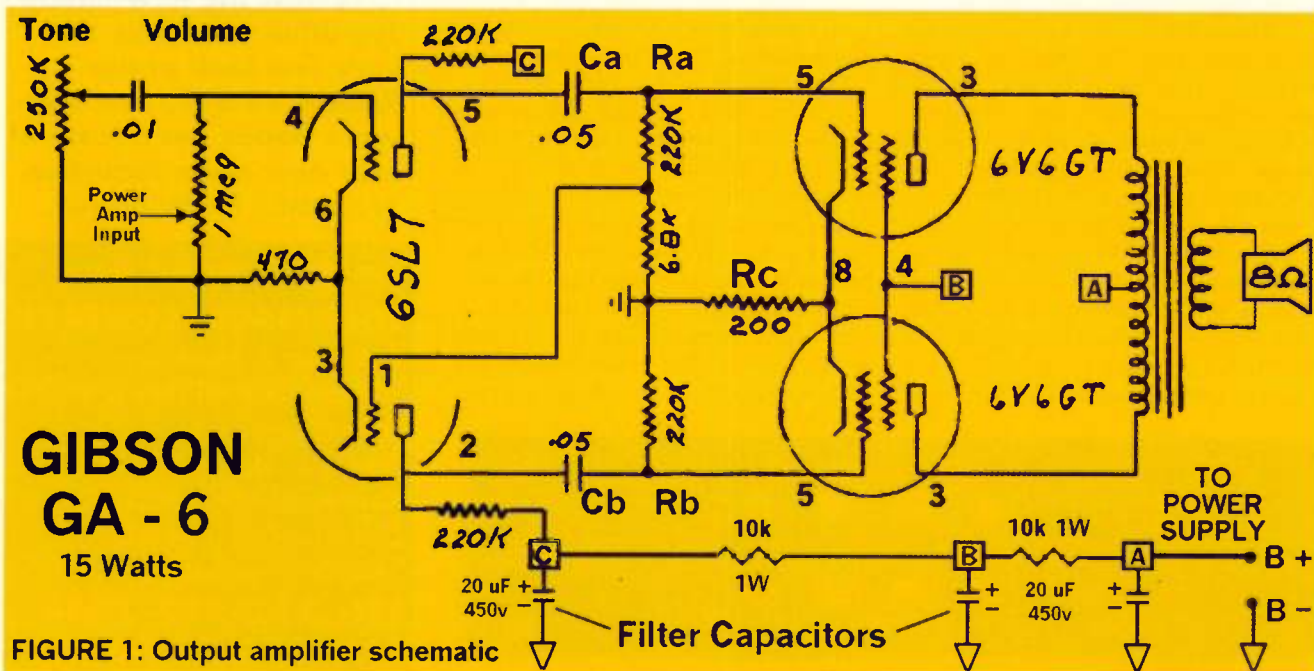 Tone Volume
220K
C
Ca Ra
250K
.01
4
5
.05
5
3
220K
6V6GT
Power
Amp
Input
1 Meg
6
6SL7
6.8K
470
8
4
B
A
8Ω
Rc
200
3
1
220K
6V6GT
2
.05
Cb Rb
5
3
GIBSON
GA - 6
15 Watts
220K
C
10k
1W
B
10k 1W
A
TO
POWER
SUPPLY
B +
20 uF +
450v -
+
-
20 uF +
450v -
B -
Filter Capacitors
FIGURE 1: Output amplifier schematic